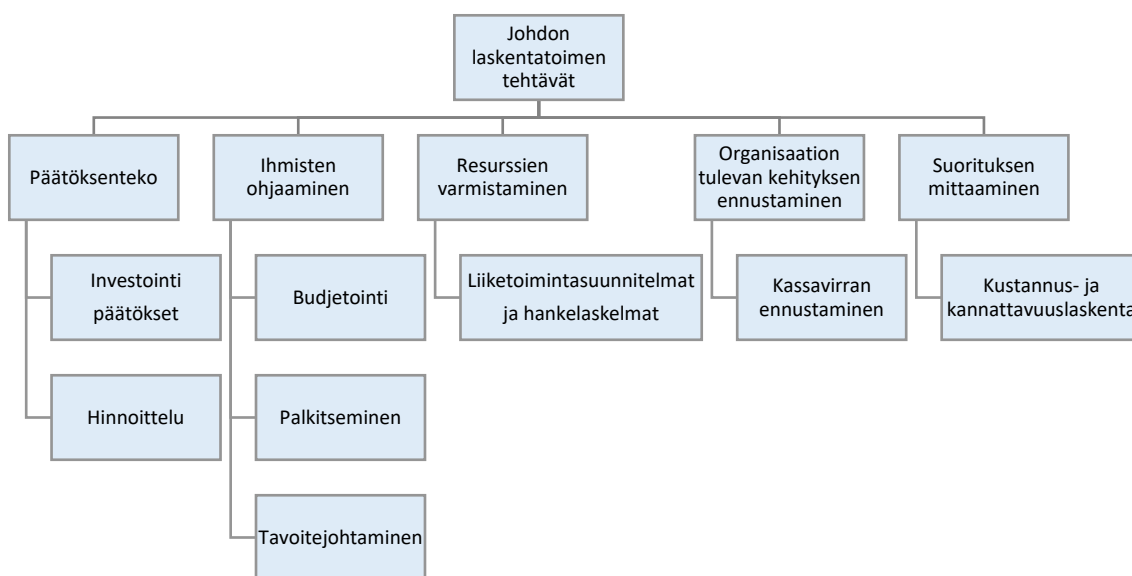 Johdon
laskentatoimen
tehtävät
Päätöksenteko
Ihmisten
ohjaaminen
Resurssien
varmistaminen
Organisaation
tulevan kehityksen
ennustaminen
Suorituksen
mittaaminen
Investointi
päätökset
Budjetointi
Liiketoimintasuunnitelmat
ja hankelaskelmat
Kassavirran
ennustaminen
Kustannus- ja
kannattavuuslaskenta
Hinnoittelu
Palkitseminen
Tavoitejohtaminen